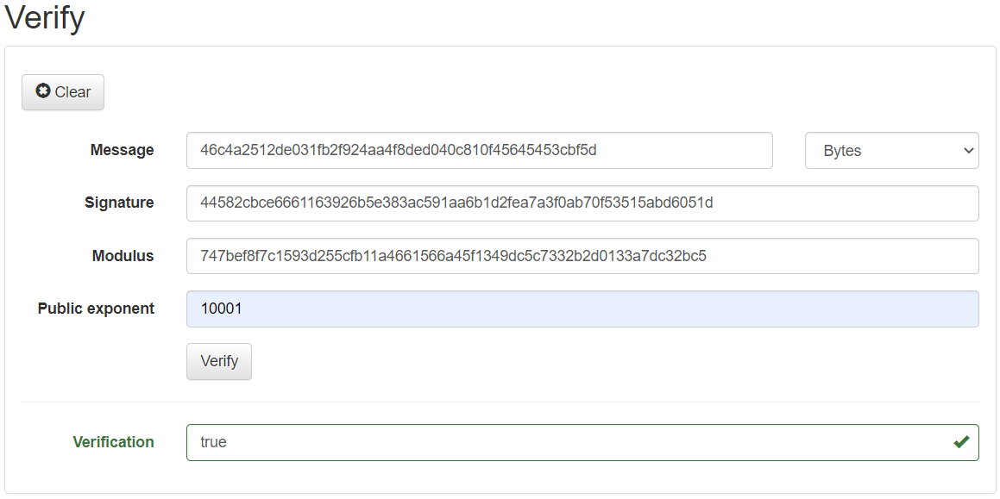 Verify
Clear
Message 46c4a2512de031fb2f924aa4f8ded040c810f45645453cbf5d Bytes
Signature 44582cbce6661163926b5e383ac591aa6b1d2fea7a3f0ab70f53515abd6051d
Modulus 747bef8f7c1593d255cfb11a4661566a45f1349dc5c7332b2d0133a7dc32bc5
Public exponent 10001
Verify
Verification true